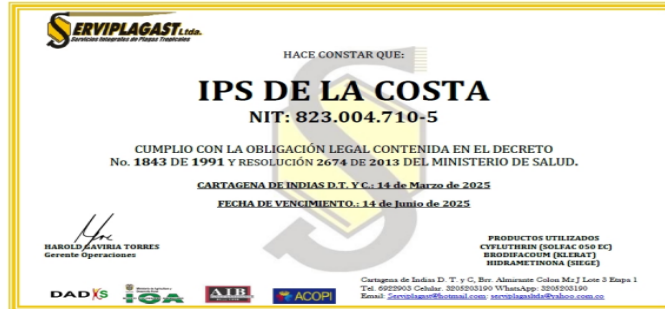 SERVIPLAGAST Ltda.
Servicios Integrales de Plagas Tropicales
HACE CONSTAR QUE:
IPS DE LA COSTA
NIT: 823.004.710-5
CUMPLIO CON LA OBLIGACIÓN LEGAL CONTENIDA EN EL DECRETO
No. 1843 DE 1991 Y RESOLUCIÓN 2674 DE 2013 DEL MINISTERIO DE SALUD.
CARTAGENA DE INDIAS D.T. Y C.: 14 de Marzo de 2025
FECHA DE VENCIMIENTO.: 14 de Junio de 2025
HAROLD GAVIRIA TORRES
Gerente Operaciones
PRODUCTOS UTILIZADOS
CYFLUTHRIN (SOLFAC 050 EC)
BRODIFACOUM (KLERAT)
HIDRAMETINONA (SIEGE)
DADIS
ICA
AIB
ACOPI
Cartagena de Indias D. T. y C, Brr. Almirante Colon Mz J Lote 3 Etapa 1
Tel. 6922903 Celular. 3205203190 WhatsApp: 3205203190
Email: Serviplagast@hotmail.com; serviplagasltda@yahoo.com.co